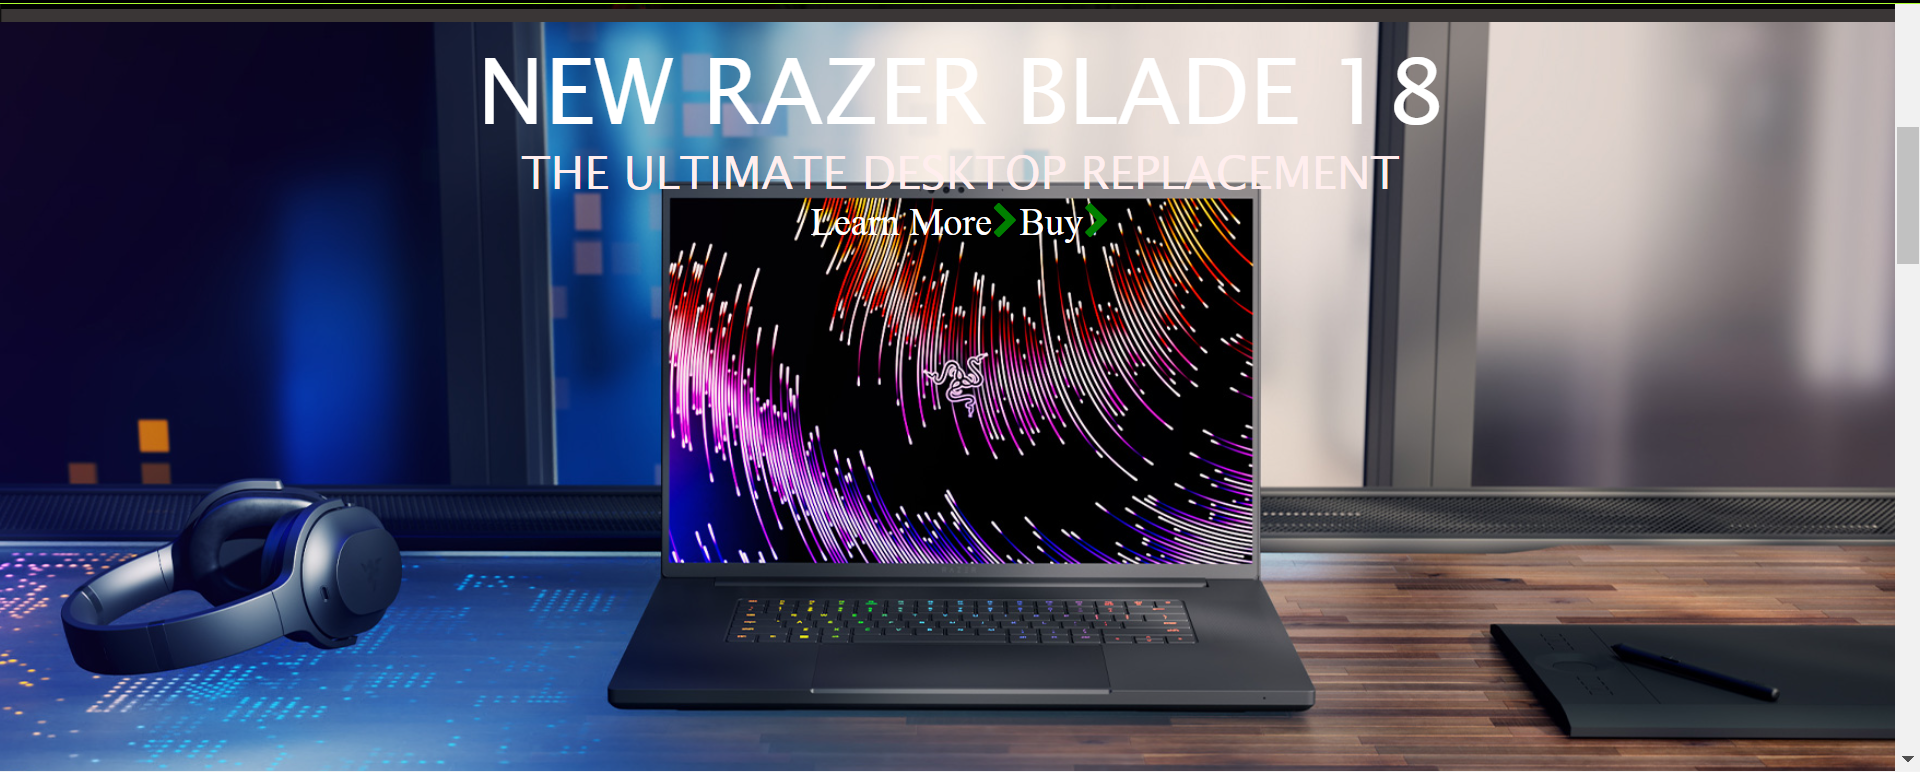 NEW RAZER BLADE 18
THE ULTIMATE DESKTOP REPLACEMENT
Learn More Buy